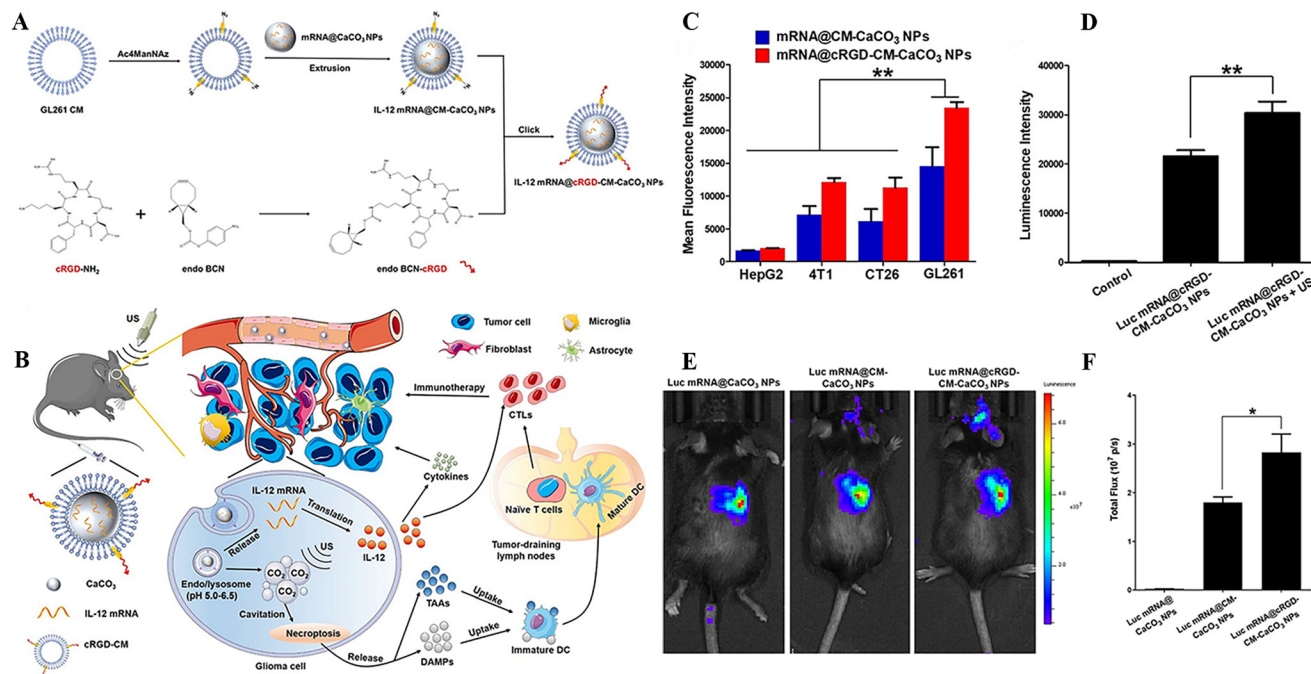 A
Ac4ManNAz
mRNA@CaCO₃ NPs
Extrusion
N₃
GL261 CM
IL-12 mRNA@CM-CaCO₃ NPs
Click
IL-12 mRNA@cRGD-CM-CaCO₃ NPs
+
cRGD-NH₂
endo BCN
endo BCN-cRGD
B
US
Tumor cell
Microglia
Fibroblast
Astrocyte
Immunotherapy
CTLs
Cytokines
Naïve T cells
Mature DC
Tumor-draining
lymph nodes
IL-12 mRNA
Translation
Release
IL-12
US
Endo/lysosome
(pH 5.0-6.5)
CO₂
CO₂
CO₂
Cavitation
Necroptosis
Glioma cell
Release
TAAs
Uptake
DAMPs
Uptake
Immature DC
CaCO₃
IL-12 mRNA
cRGD-CM
C
mRNA@CM-CaCO₃ NPs
mRNA@cRGD-CM-CaCO₃ NPs
**
Mean Fluorescence Intensity
30000
25000
20000
15000
10000
5000
0
HepG2 4T1 CT26 GL261
D
**
Luminescence Intensity
40000
30000
20000
10000
0
Control
Luc mRNA@cRGD-
CM-CaCO₃ NPs
Luc mRNA@cRGD-
CM-CaCO₃ NPs + US
E
Luc mRNA@CaCO₃ NPs
Luc mRNA@CM-
CaCO₃ NPs
Luc mRNA@cRGD-
CM-CaCO₃ NPs
Luminescence
6.0
4.0
x10⁷
2.0
F
*
Total Flux (10⁷ p/s)
4
3
2
1
0
Luc mRNA@
CaCO₃ NPs
Luc mRNA@CM-
CaCO₃ NPs
Luc mRNA@cRGD-
CM-CaCO₃ NPs